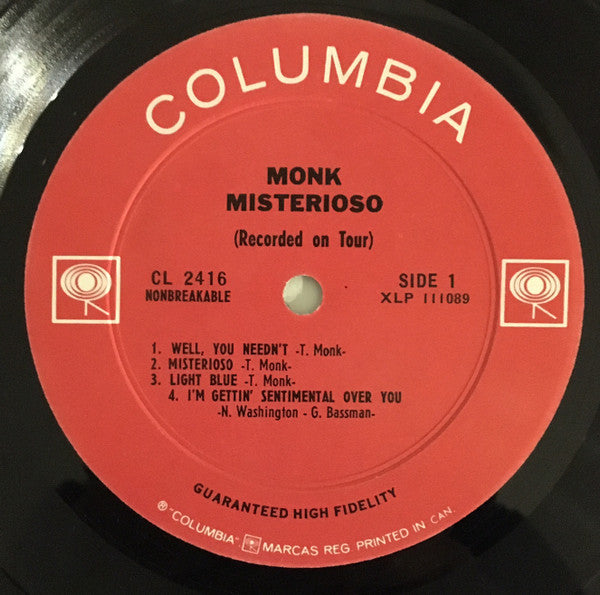 COLUMBIA
MONK
MISTERIOSO
(Recorded on Tour)
CL 2416
NONBREAKABLE
SIDE 1
XLP 111089
1. WELL, YOU NEEDN'T -T. Monk-
2. MISTERIOSO -T. Monk-
3. LIGHT BLUE -T. Monk-
4. I'M GETTIN' SENTIMENTAL OVER YOU
-N. Washington - G. Bassman-
GUARANTEED HIGH FIDELITY
® "COLUMBIA", MARCAS REG. PRINTED IN CAN.